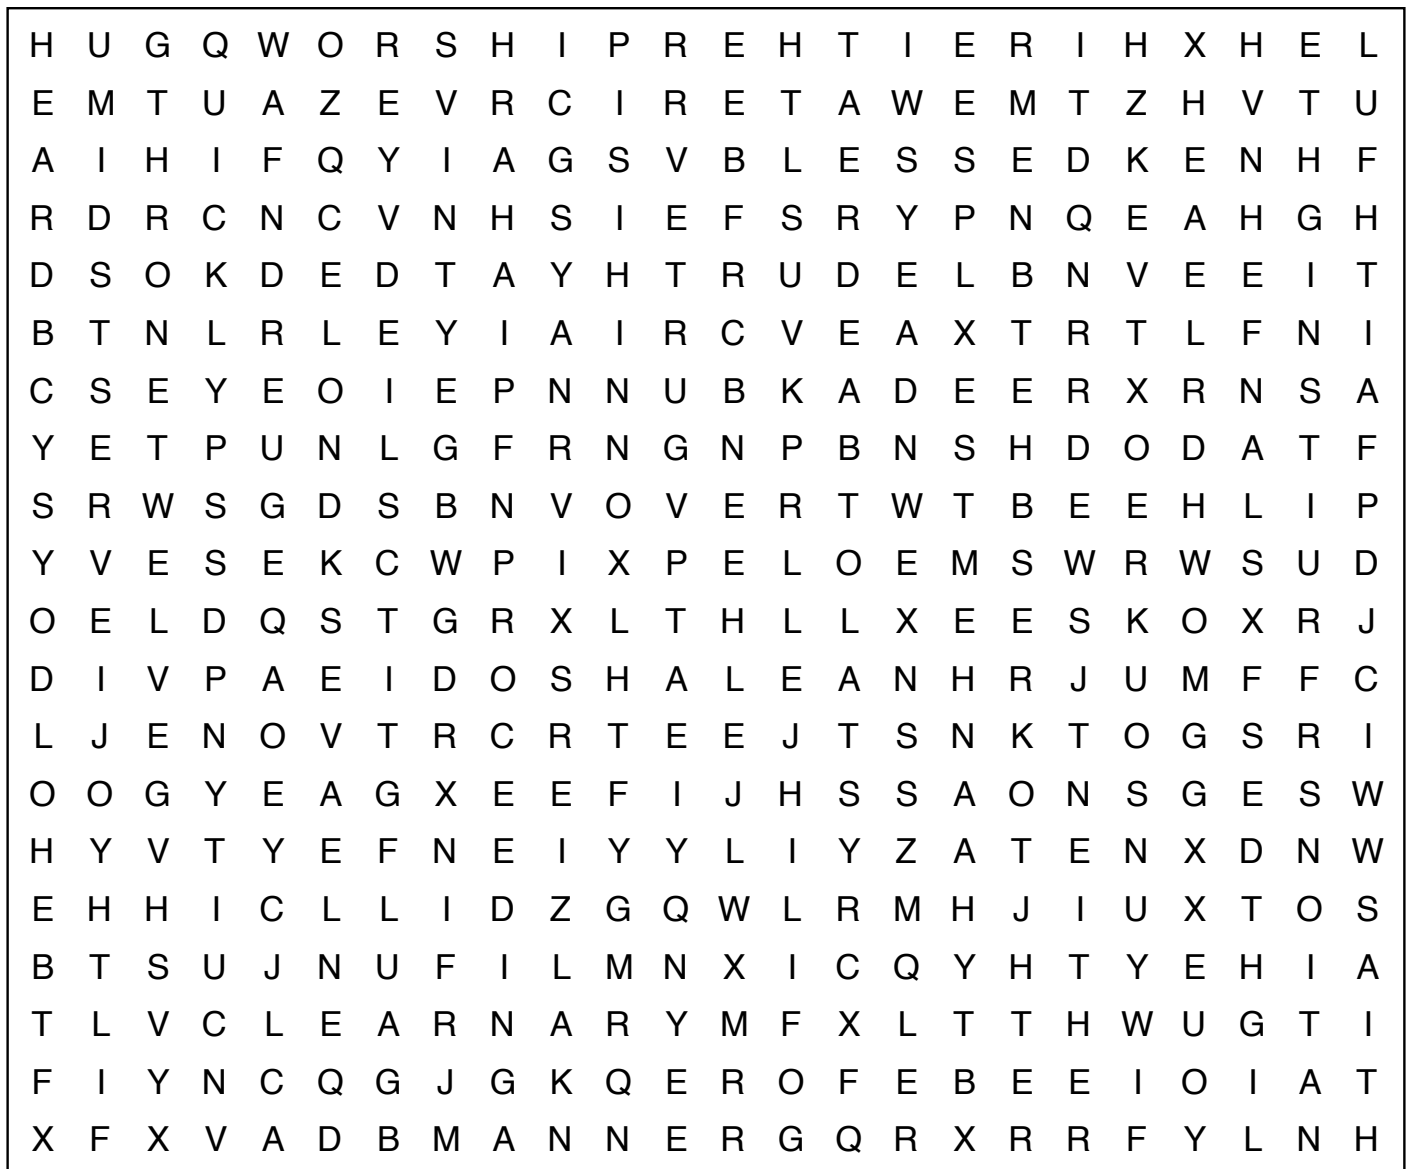 H U G Q W O R S H I P R E H T I E R I H X H E L
E M T U A Z E V R C I R E T A W E M T Z H V T U
A I H I F Q Y I A G S V B L E S S E D K E N H F
R D R C N C V N H S I E F S R Y P N Q E A H G H
D S O K D E D T A Y H T R U D E L B N V E E I T
B T N L R L E Y I A I R C V E A X T R T L F N I
C S E Y E O I E P N N U B K A D E E R X R N S A
Y E T P U N L G F R N G N P B N S H D O D A T F
S R W S G D S B N V O V E R T W T B E E H L I P
Y V E S E K C W P I X P E L O E M S W R W S U D
O E L D Q S T G R X L T H L L X E E S K O X R J
D I V P A E I D O S H A L E A N H R J U M F F C
L J E N O V T R C R T E E J T S N K T O G S R I
O O G Y E A G X E E F I J H S S A O N S G E S W
H Y V T Y E F N E I Y Y L I Y Z A T E N X D N W
E H H I C L L I D Z G Q W L R M H J I U X T O S
B T S U J N U F I L M N X I C Q Y H T Y E H I A
T L V C L E A R N A R Y M F X L T T H W U G T I
F I Y N C Q G J G K Q E R O F E B E E I O I A T
X F X V A D B M A N N E R G Q R X R R F Y L N H